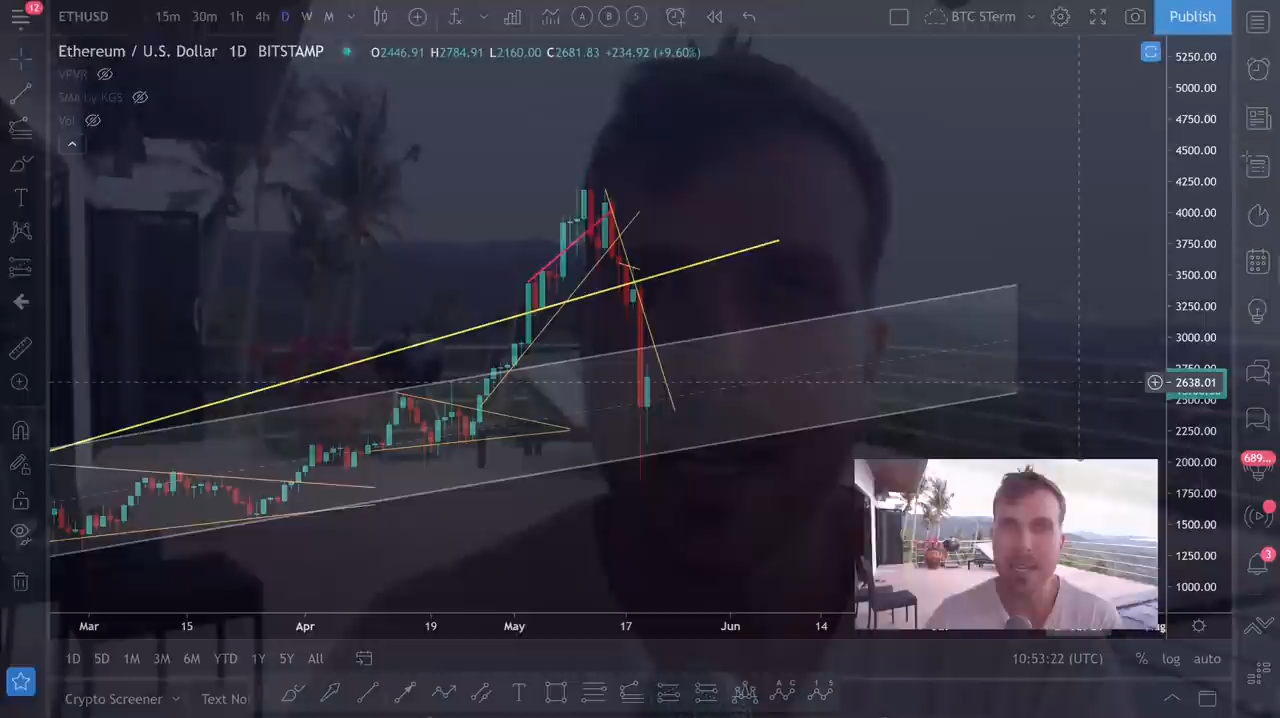 12
ETHUSD 15m 30m 1h 4h D W M A B S BTC STerm Publish
Ethereum / U.S. Dollar 1D BITSTAMP O2446.91 H2784.91 L2160.00 C2681.83 +234.92 (+9.60%)
VPVR
Vol
5250.00
5000.00
4750.00
4500.00
4250.00
4000.00
3750.00
3500.00
3250.00
3000.00
2638.01
2250.00
2000.00
1750.00
1500.00
1250.00
1000.00
689...
3
Mar 15 Apr 19 May 17 Jun 14
1D 5D 1M 3M 6M YTD 1Y 5Y All 10:53:22 (UTC) % log auto
Crypto Screener Text No